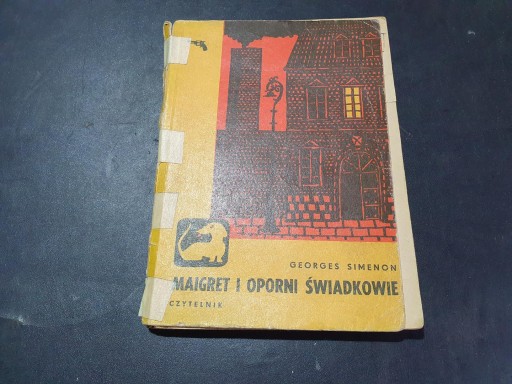 GEORGES SIMENON
MAIGRET I OPORNI ŚWIADKOWIE
CZYTELNIK